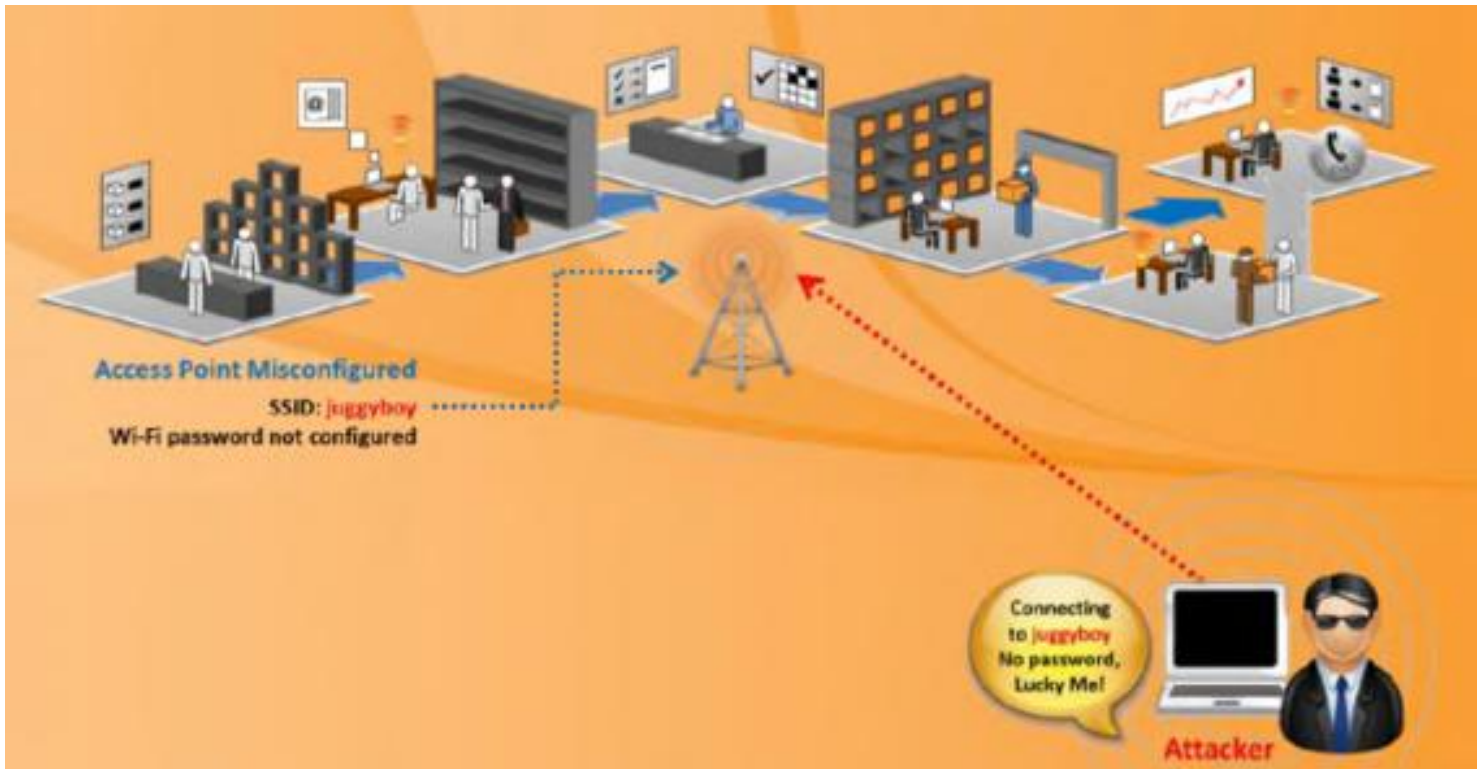 Access Point Misconfigured
SSID: juggyboy
Wi-Fi password not configured
Connecting
to juggyboy
No password,
Lucky Me!
Attacker